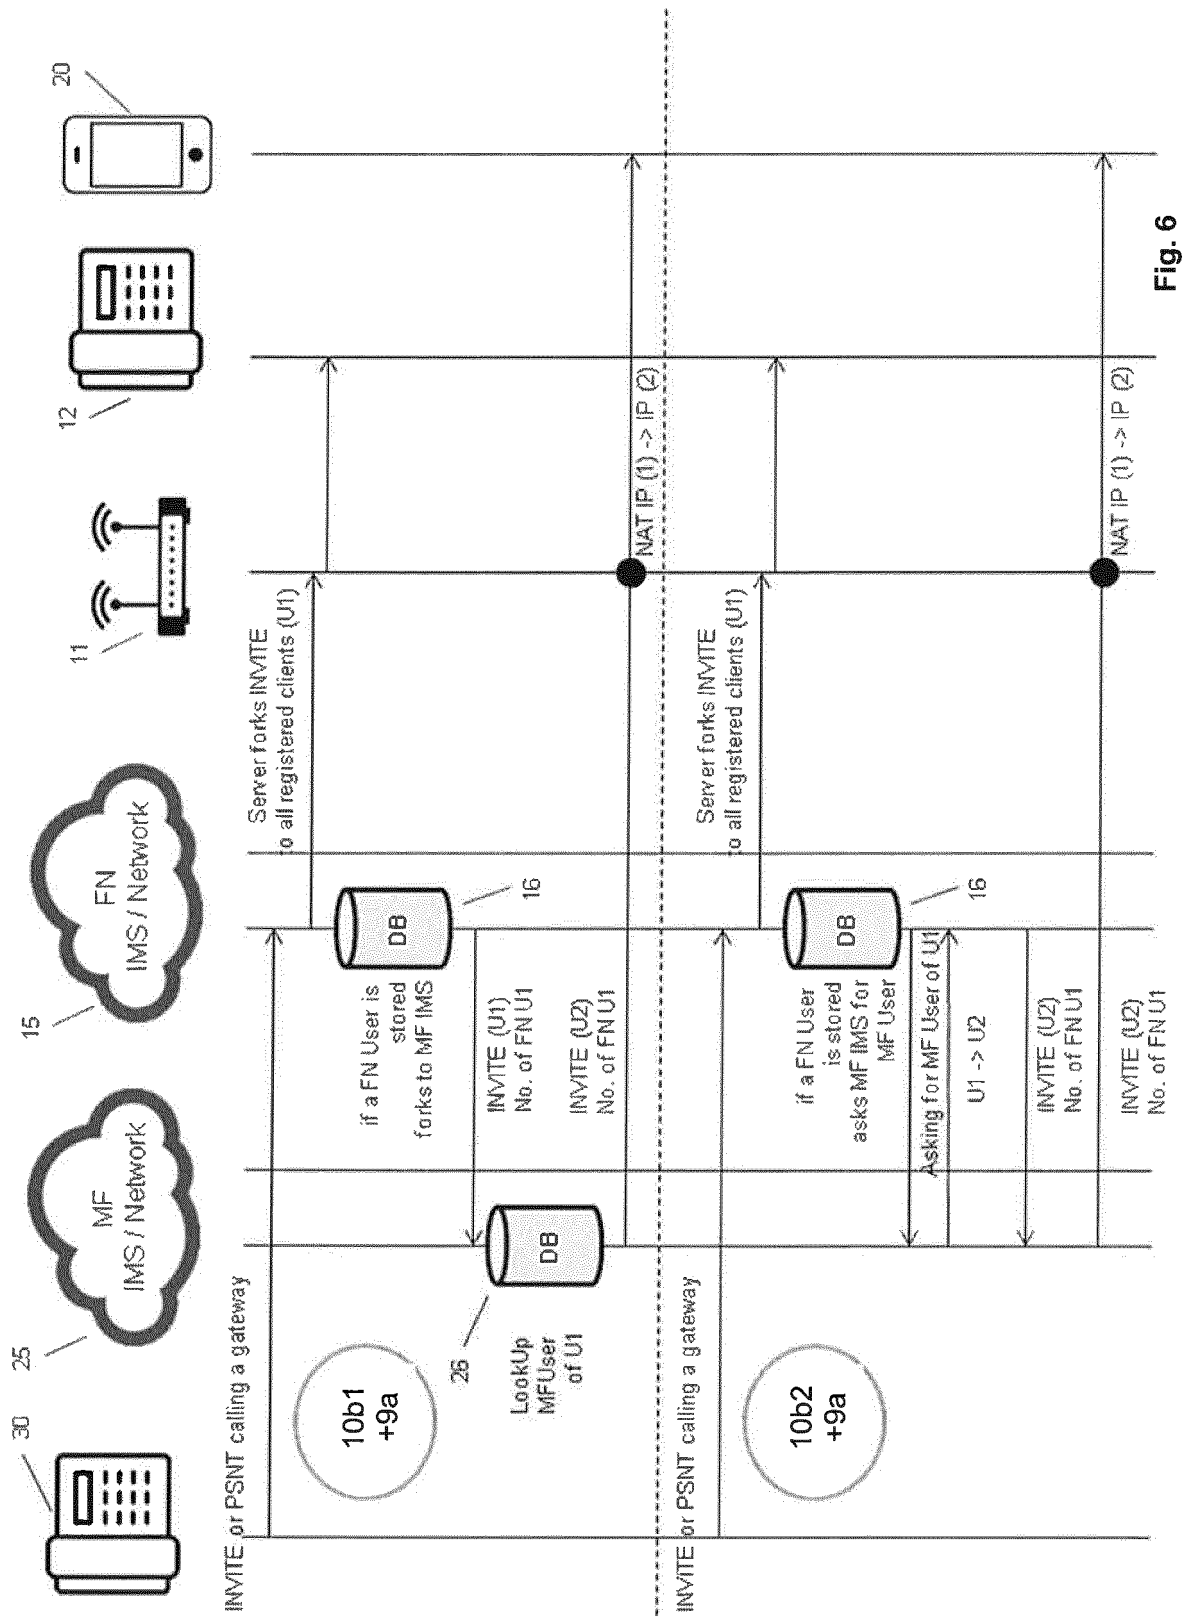 30
25
15
11
12
20
MF
IMS / Network
FN
IMS / Network
INVITE or PSNT calling a gateway
Server forks INVITE
to all registered clients (U1)
10b1
+9a
if a FN User is
stored
forks to MF IMS
DB
16
INVITE (U1)
No. of FN U1
26
LookUp
MFUser
of U1
DB
INVITE (U2)
No. of FN U1
NAT IP (1) -> IP (2)
INVITE or PSNT calling a gateway
Server forks INVITE
to all registered clients (U1)
10b2
+9a
if a FN User
is stored
asks MF IMS for
MF User
DB
16
Asking for MF User of U1
U1 -> U2
INVITE (U2)
No. of FN U1
INVITE (U2)
No. of FN U1
NAT IP (1) -> IP (2)
Fig. 6